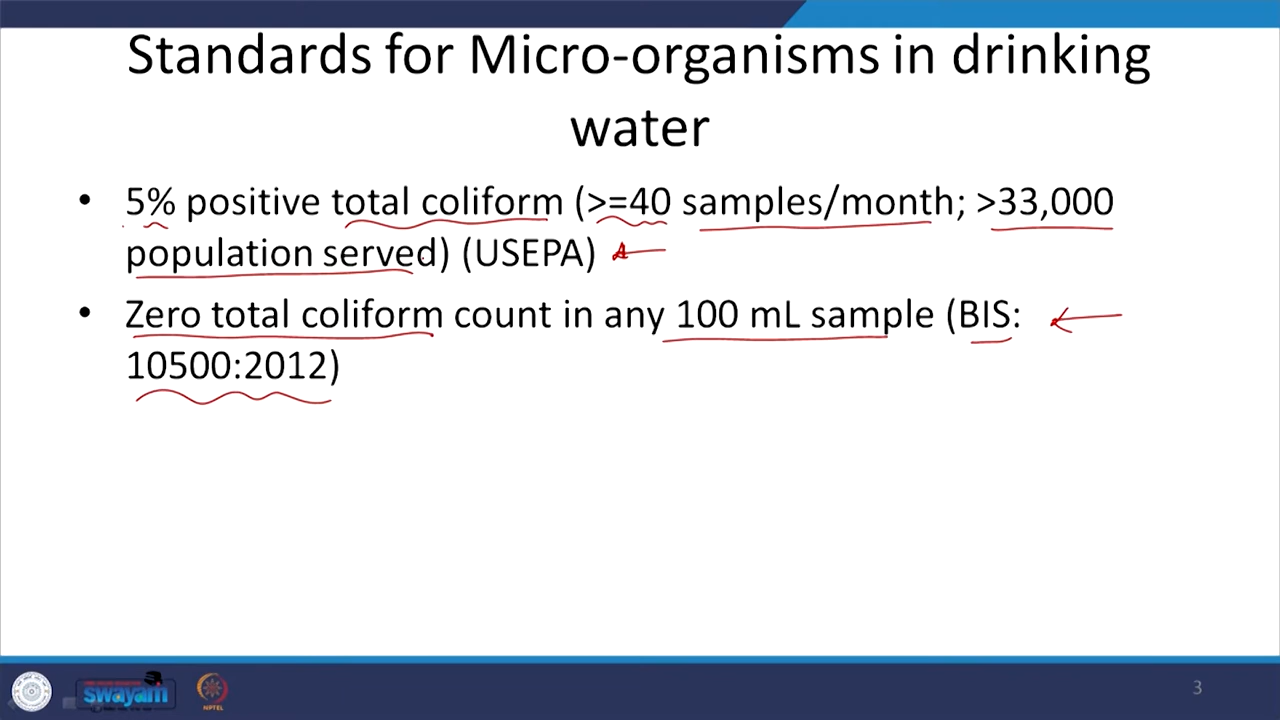 Standards for Micro-organisms in drinking
water
• 5% positive total coliform (>=40 samples/month; >33,000
population served) (USEPA)
• Zero total coliform count in any 100 mL sample (BIS:
10500:2012)
swayam
NPTEL
3